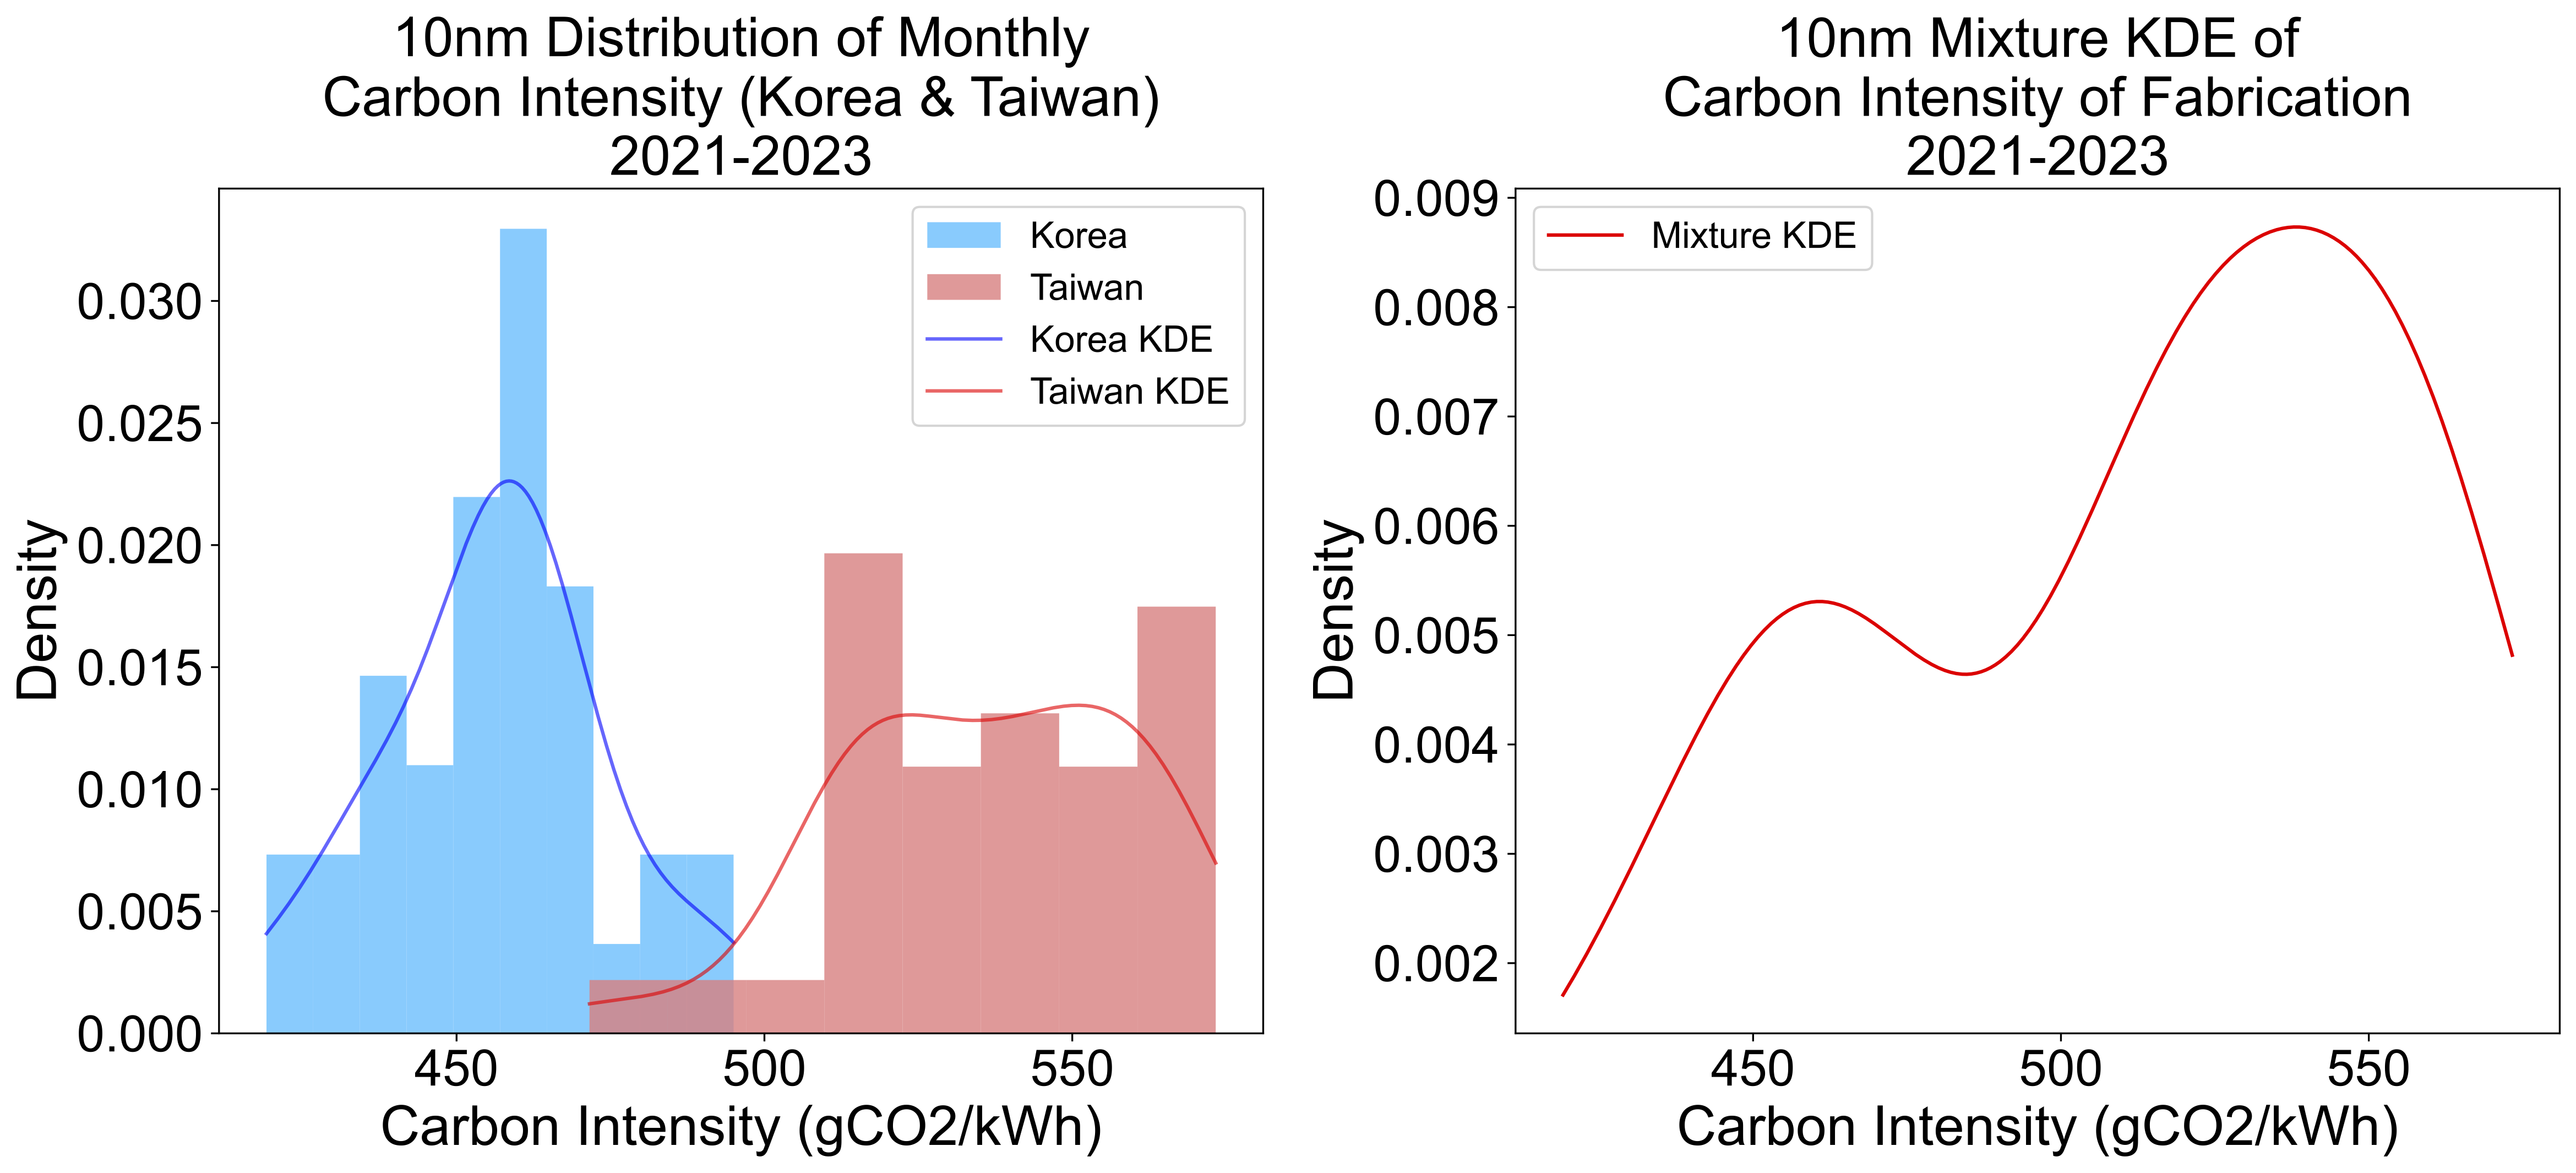 10nm Distribution of Monthly
Carbon Intensity (Korea & Taiwan)
2021-2023
Korea
Taiwan
Korea KDE
Taiwan KDE
0.030
0.025
0.020
0.015
0.010
0.005
0.000
Density
450 500 550
Carbon Intensity (gCO2/kWh)
10nm Mixture KDE of
Carbon Intensity of Fabrication
2021-2023
Mixture KDE
0.009
0.008
0.007
0.006
0.005
0.004
0.003
0.002
Density
450 500 550
Carbon Intensity (gCO2/kWh)